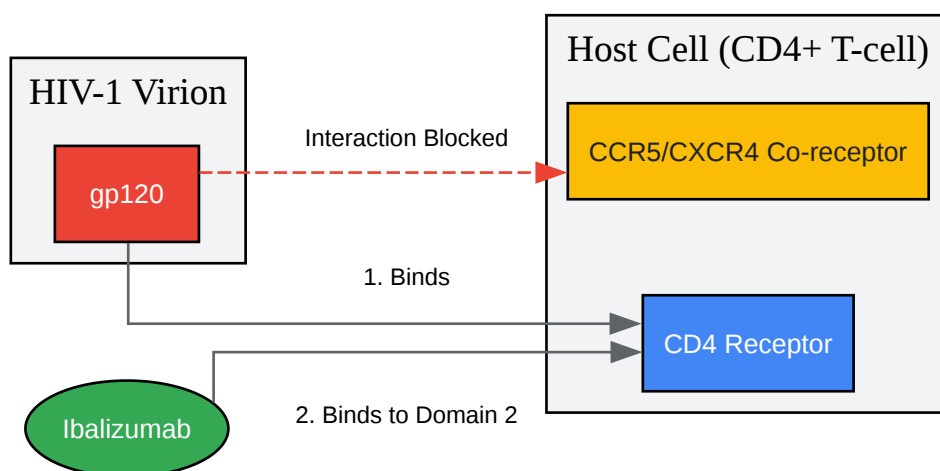 Host Cell (CD4+ T-cell)
HIV-1 Virion
Interaction Blocked
CCR5/CXCR4 Co-receptor
gp120
1. Binds
CD4 Receptor
2. Binds to Domain 2
Ibalizumab